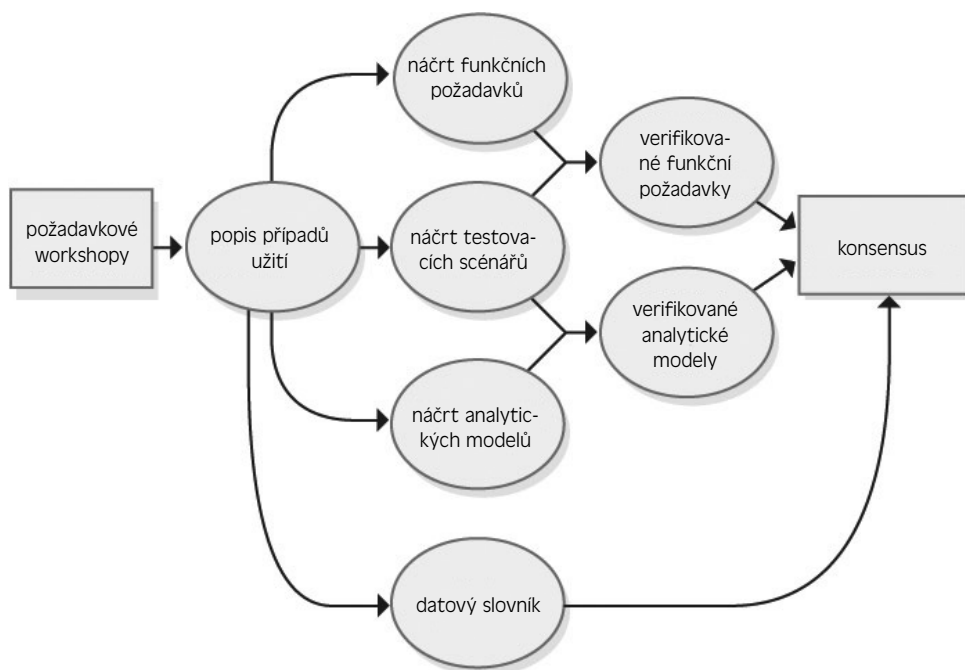 náčrt funkčních
požadavků
verifikova-
né funkční
požadavky
požadavkové
workshopy
popis případů
užití
náčrt testova-
cích scénářů
konsensus
verifikované
analytické
modely
náčrt analytic-
kých modelů
datový slovník